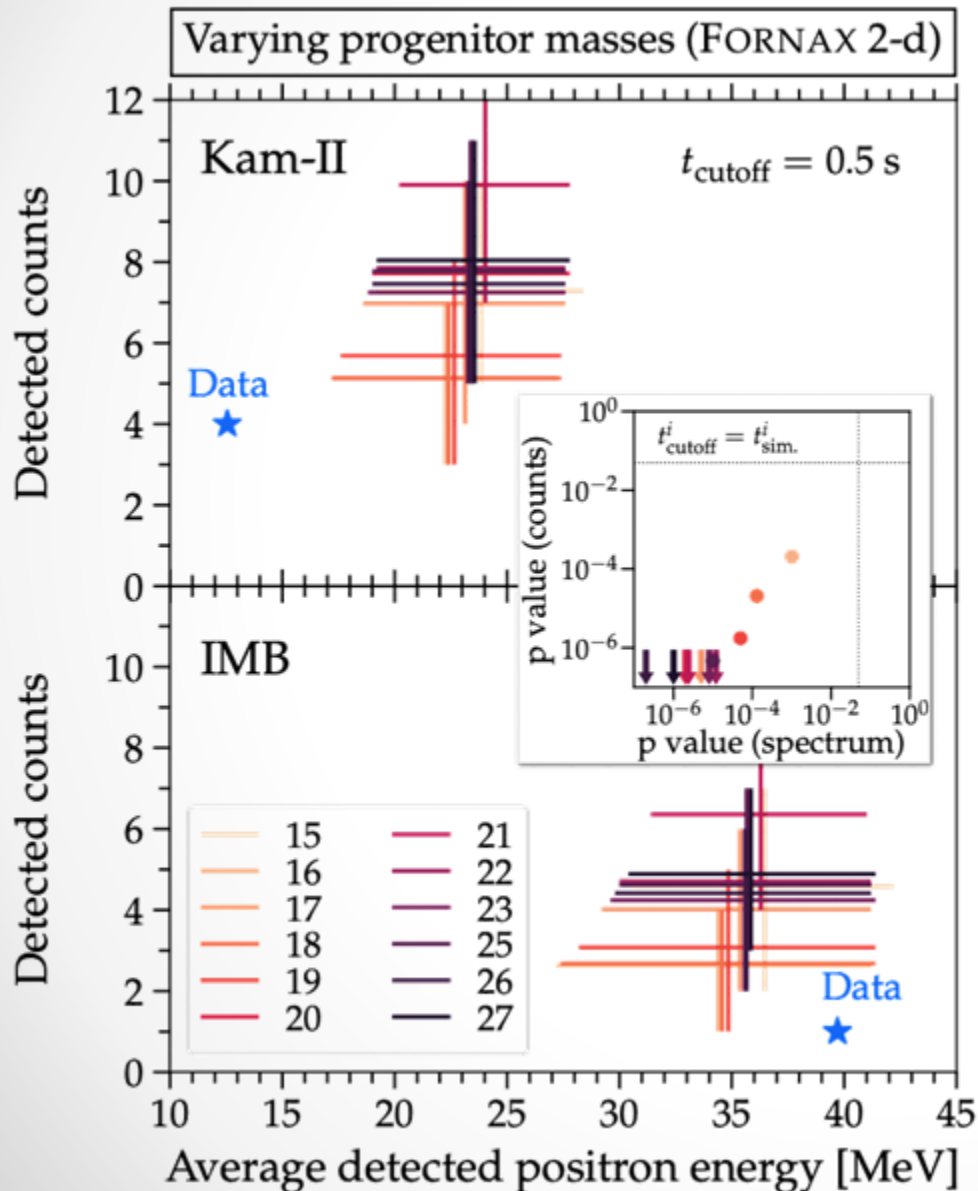 Varying progenitor masses (FORNAX 2-d)
12
10
8
6
4
2
0
Detected counts
Kam-II
t_cutoff = 0.5 s
Data
10^0
10^-2
10^-4
10^-6
p value (counts)
t^i_cutoff = t^i_sim.
10^-6 10^-4 10^-2 10^0
p value (spectrum)
10
8
6
4
2
0
Detected counts
IMB
15 21
16 22
17 23
18 25
19 26
20 27
Data
10 15 20 25 30 35 40 45
Average detected positron energy [MeV]